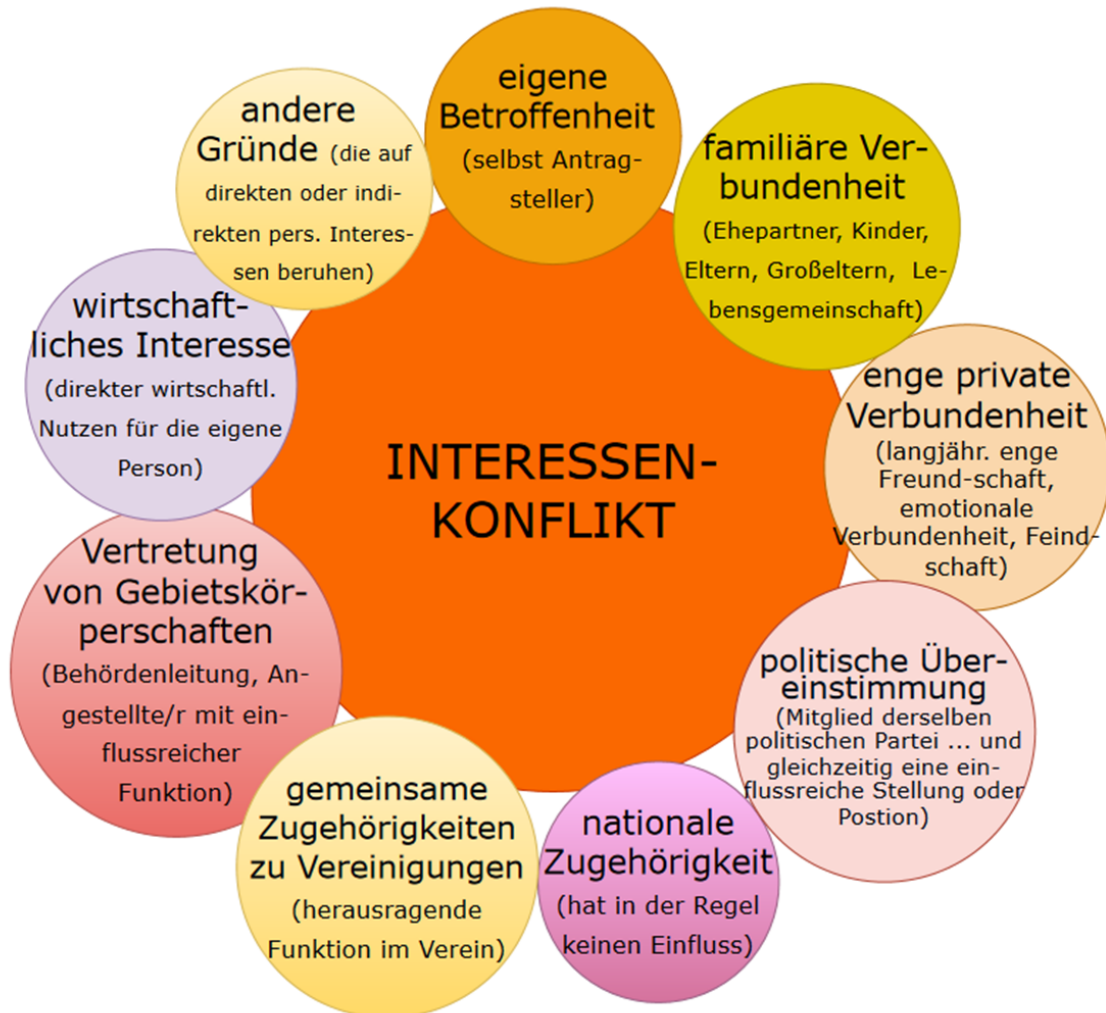 INTERESSEN-
KONFLIKT
eigene
Betroffenheit
(selbst Antrag-
steller)
familiäre Ver-
bundenheit
(Ehepartner, Kinder,
Eltern, Großeltern,  Le-
bensgemeinschaft)
enge private
Verbundenheit
(langjähr. enge
Freund-schaft,
emotionale
Verbundenheit, Feind-
schaft)
politische Über-
einstimmung
(Mitglied derselben
politischen Partei ... und
gleichzeitig eine ein-
flussreiche Stellung oder
Postion)
nationale
Zugehörigkeit
(hat in der Regel
keinen Einfluss)
gemeinsame
Zugehörigkeiten
zu Vereinigungen
(herausragende
Funktion im Verein)
Vertretung
von Gebietskör-
perschaften
(Behördenleitung, An-
gestellte/r mit ein-
flussreicher
Funktion)
wirtschaft-
liches Interesse
(direkter wirtschaftl.
Nutzen für die eigene
Person)
andere
Gründe (die auf
direkten oder indi-
rekten pers. Interes-
sen beruhen)